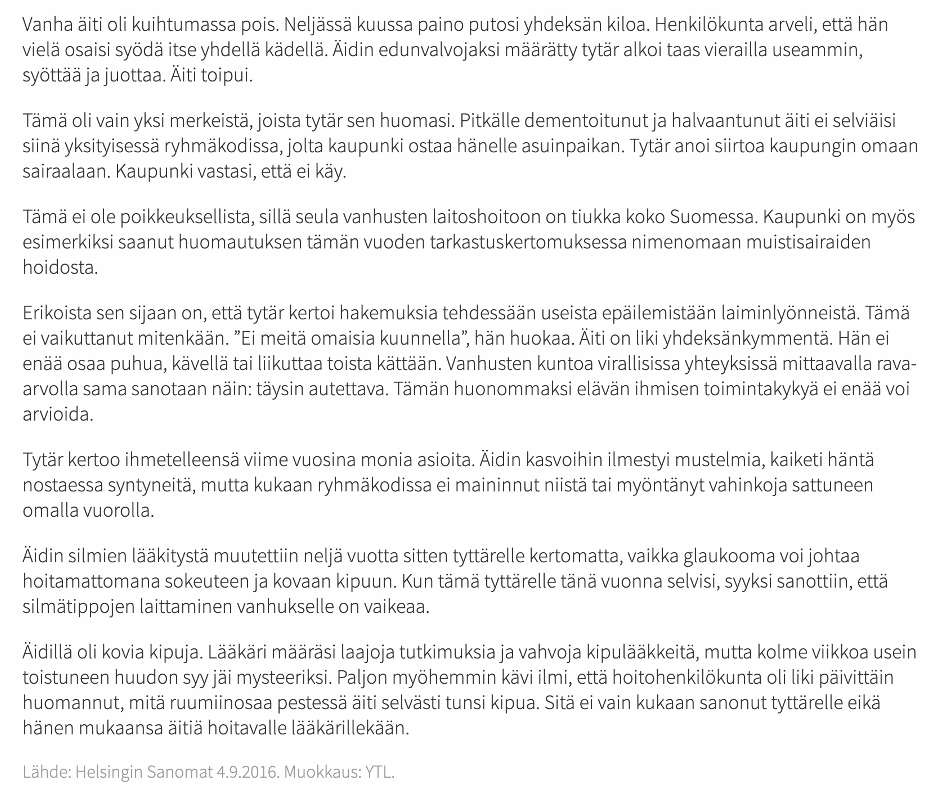 Vanha äiti oli kuihtumassa pois. Neljässä kuussa paino putosi yhdeksän kiloa. Henkilökunta arveli, että hän
vielä osaisi syödä itse yhdellä kädellä. Äidin edunvalvojaksi määrätty tytär alkoi taas vierailla useammin,
syöttää ja juottaa. Äiti toipui.
Tämä oli vain yksi merkeistä, joista tytär sen huomasi. Pitkälle dementoitunut ja halvaantunut äiti ei selviäisi
siinä yksityisessä ryhmäkodissa, jolta kaupunki ostaa hänelle asuinpaikan. Tytär anoi siirtoa kaupungin omaan
sairaalaan. Kaupunki vastasi, että ei käy.
Tämä ei ole poikkeuksellista, sillä seula vanhusten laitoshoitoon on tiukka koko Suomessa. Kaupunki on myös
esimerkiksi saanut huomautuksen tämän vuoden tarkastuskertomuksessa nimenomaan muistisairaiden
hoidosta.
Erikoista sen sijaan on, että tytär kertoi hakemuksia tehdessään useista epäilemistään laiminlyönneistä. Tämä
ei vaikuttanut mitenkään. ”Ei meitä omaisia kuunnella”, hän huokaa. Äiti on liki yhdeksänkymmentä. Hän ei
enää osaa puhua, kävellä tai liikuttaa toista kättään. Vanhusten kuntoa virallisissa yhteyksissä mittaavalla rava-
arvolla sama sanotaan näin: täysin autettava. Tämän huonommaksi elävän ihmisen toimintakykyä ei enää voi
arvioida.
Tytär kertoo ihmetelleensä viime vuosina monia asioita. Äidin kasvoihin ilmestyi mustelmia, kaiketi häntä
nostaessa syntyneitä, mutta kukaan ryhmäkodissa ei maininnut niistä tai myöntänyt vahinkoja sattuneen
omalla vuorolla.
Äidin silmien lääkitystä muutettiin neljä vuotta sitten tyttärelle kertomatta, vaikka glaukooma voi johtaa
hoitamattomana sokeuteen ja kovaan kipuun. Kun tämä tyttärelle tänä vuonna selvisi, syyksi sanottiin, että
silmätippojen laittaminen vanhukselle on vaikeaa.
Äidillä oli kovia kipuja. Lääkäri määräsi laajoja tutkimuksia ja vahvoja kipulääkkeitä, mutta kolme viikkoa usein
toistuneen huudon syy jäi mysteeriksi. Paljon myöhemmin kävi ilmi, että hoitohenkilökunta oli liki päivittäin
huomannut, mitä ruumiinosaa pestessä äiti selvästi tunsi kipua. Sitä ei vain kukaan sanonut tyttärelle eikä
hänen mukaansa äitiä hoitavalle lääkärillekään.
Lähde: Helsingin Sanomat 4.9.2016. Muokkaus: YTL.